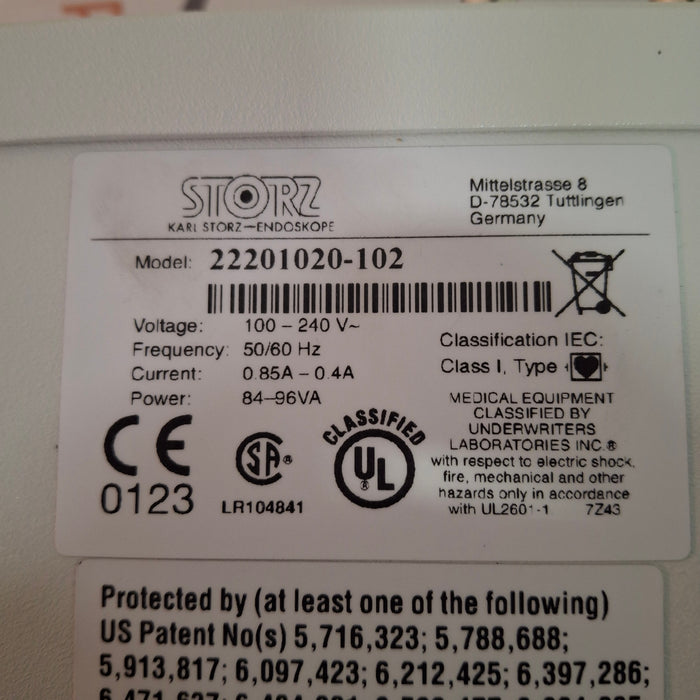 STORZ
KARL STORZ—ENDOSKOPE
Mittelstrasse 8
D-78532 Tuttlingen
Germany
Model: 22201020-102
Voltage: 100 – 240 V~
Frequency: 50/60 Hz
Current: 0.85A – 0.4A
Power: 84–96VA
Classification IEC:
Class I, Type
CE
0123
SA®
LR104841
CLASSIFIED
UL®
MEDICAL EQUIPMENT
CLASSIFIED BY
UNDERWRITERS
LABORATORIES INC.®
with respect to electric shock,
fire, mechanical and other
hazards only in accordance
with UL2601-1 7Z43
Protected by (at least one of the following)
US Patent No(s) 5,716,323; 5,788,688;
5,913,817; 6,097,423; 6,212,425; 6,397,286;